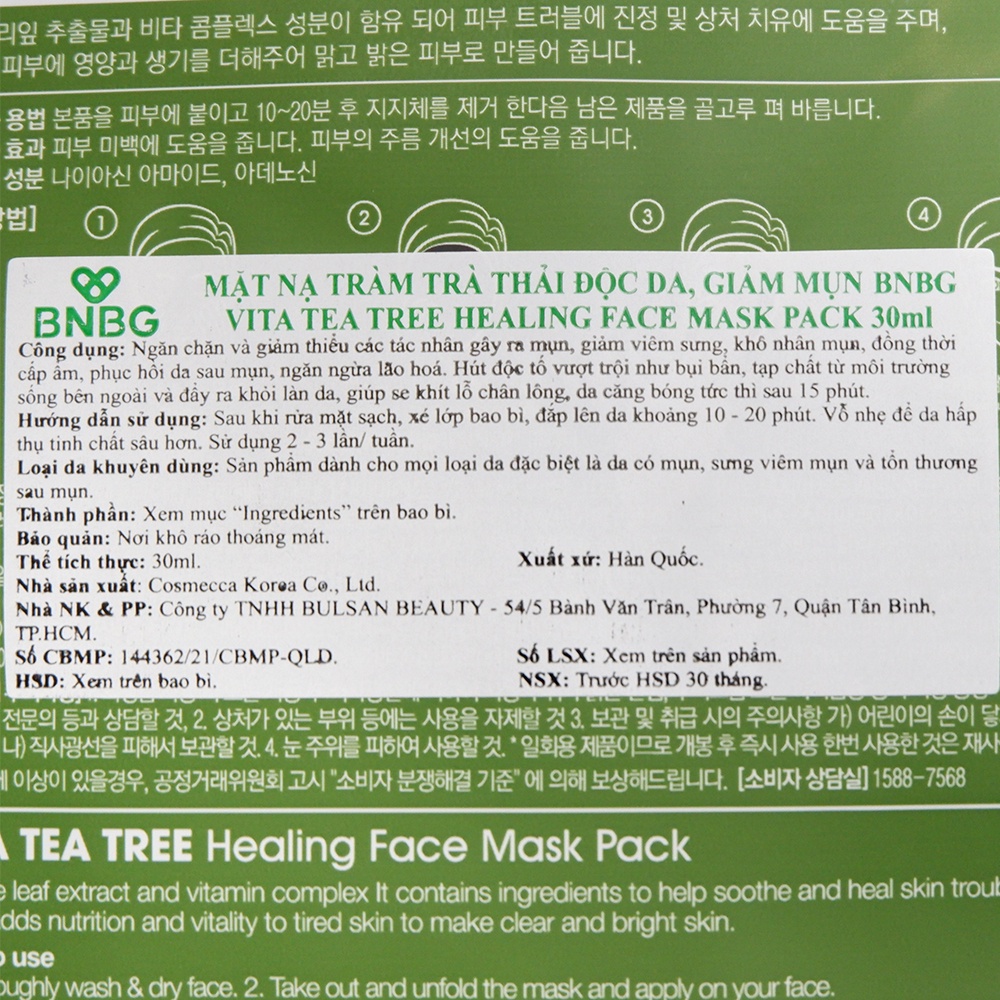 리잎 추출물과 비타 콤플렉스 성분이 함유 되어 피부 트러블에 진정 및 상처 치유에 도움을 주며,
피부에 영양과 생기를 더해주어 맑고 밝은 피부로 만들어 줍니다.
용법 본품을 피부에 붙이고 10~20분 후 지지체를 제거 한다음 남은 제품을 골고루 펴 바릅니다.
효과 피부 미백에 도움을 줍니다. 피부의 주름 개선의 도움을 줍니다.
성분 나이아신 아마이드, 아데노신
방법] 1 2 3 4
BNBG
MẶT NẠ TRÀM TRÀ THẢI ĐỘC DA, GIẢM MỤN BNBG
VITA TEA TREE HEALING FACE MASK PACK 30ml
Công dụng: Ngăn chặn và giảm thiểu các tác nhân gây ra mụn, giảm viêm sưng, khô nhân mụn, đồng thời
cấp ẩm, phục hồi da sau mụn, ngăn ngừa lão hoá. Hút độc tố vượt trội như bụi bẩn, tạp chất từ môi trường
sống bên ngoài và đẩy ra khỏi làn da, giúp se khít lỗ chân lông, da căng bóng tức thì sau 15 phút.
Hướng dẫn sử dụng: Sau khi rửa mặt sạch, xé lớp bao bì, đắp lên da khoảng 10 - 20 phút. Vỗ nhẹ để da hấp
thụ tinh chất sâu hơn. Sử dụng 2 - 3 lần/ tuần.
Loại da khuyên dùng: Sản phẩm dành cho mọi loại da đặc biệt là da có mụn, sưng viêm mụn và tổn thương
sau mụn.
Thành phần: Xem mục “Ingredients” trên bao bì.
Bảo quản: Nơi khô ráo thoáng mát.
Thể tích thực: 30ml. Xuất xứ: Hàn Quốc.
Nhà sản xuất: Cosmecca Korea Co., Ltd.
Nhà NK & PP: Công ty TNHH BULSAN BEAUTY - 54/5 Bành Văn Trân, Phường 7, Quận Tân Bình,
TP.HCM.
Số CBMP: 144362/21/CBMP-QLD. Số LSX: Xem trên sản phẩm.
HSD: Xem trên bao bì. NSX: Trước HSD 30 tháng.
전문의 등과 상담할 것, 2. 상처가 있는 부위 등에는 사용을 자제할 것 3. 보관 및 취급 시의 주의사항 가) 어린이의 손이 닿
나) 직사광선을 피해서 보관할 것. 4. 눈 주위를 피하여 사용할 것. * 일회용 제품이므로 개봉 후 즉시 사용 한번 사용한 것은 재사
에 이상이 있을경우, 공정거래위원회 고시 "소비자 분쟁해결 기준" 에 의해 보상해드립니다. [소비자 상담실] 1588-7568
A TEA TREE Healing Face Mask Pack
e leaf extract and vitamin complex It contains ingredients to help soothe and heal skin troub
dds nutrition and vitality to tired skin to make clear and bright skin.
o use
oughly wash & dry face. 2. Take out and unfold the mask and apply on your face.